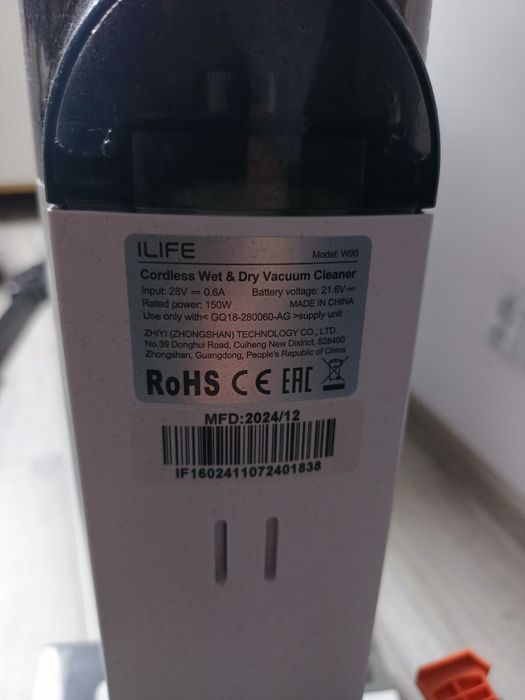 ILIFE Model: W90
Cordless Wet & Dry Vacuum Cleaner
Input: 28V⎓0.6A Battery voltage: 21.6V⎓
Rated power: 150W MADE IN CHINA
Use only with< GQ18-280060-AG >supply unit
ZHIYI (ZHONGSHAN) TECHNOLOGY CO., LTD.
No.39 Donghui Road, Cuiheng New District, 528400
Zhongshan, Guangdong, People's Republic of China
RoHS CE EAC
MFD:2024/12
IF1602411072401838